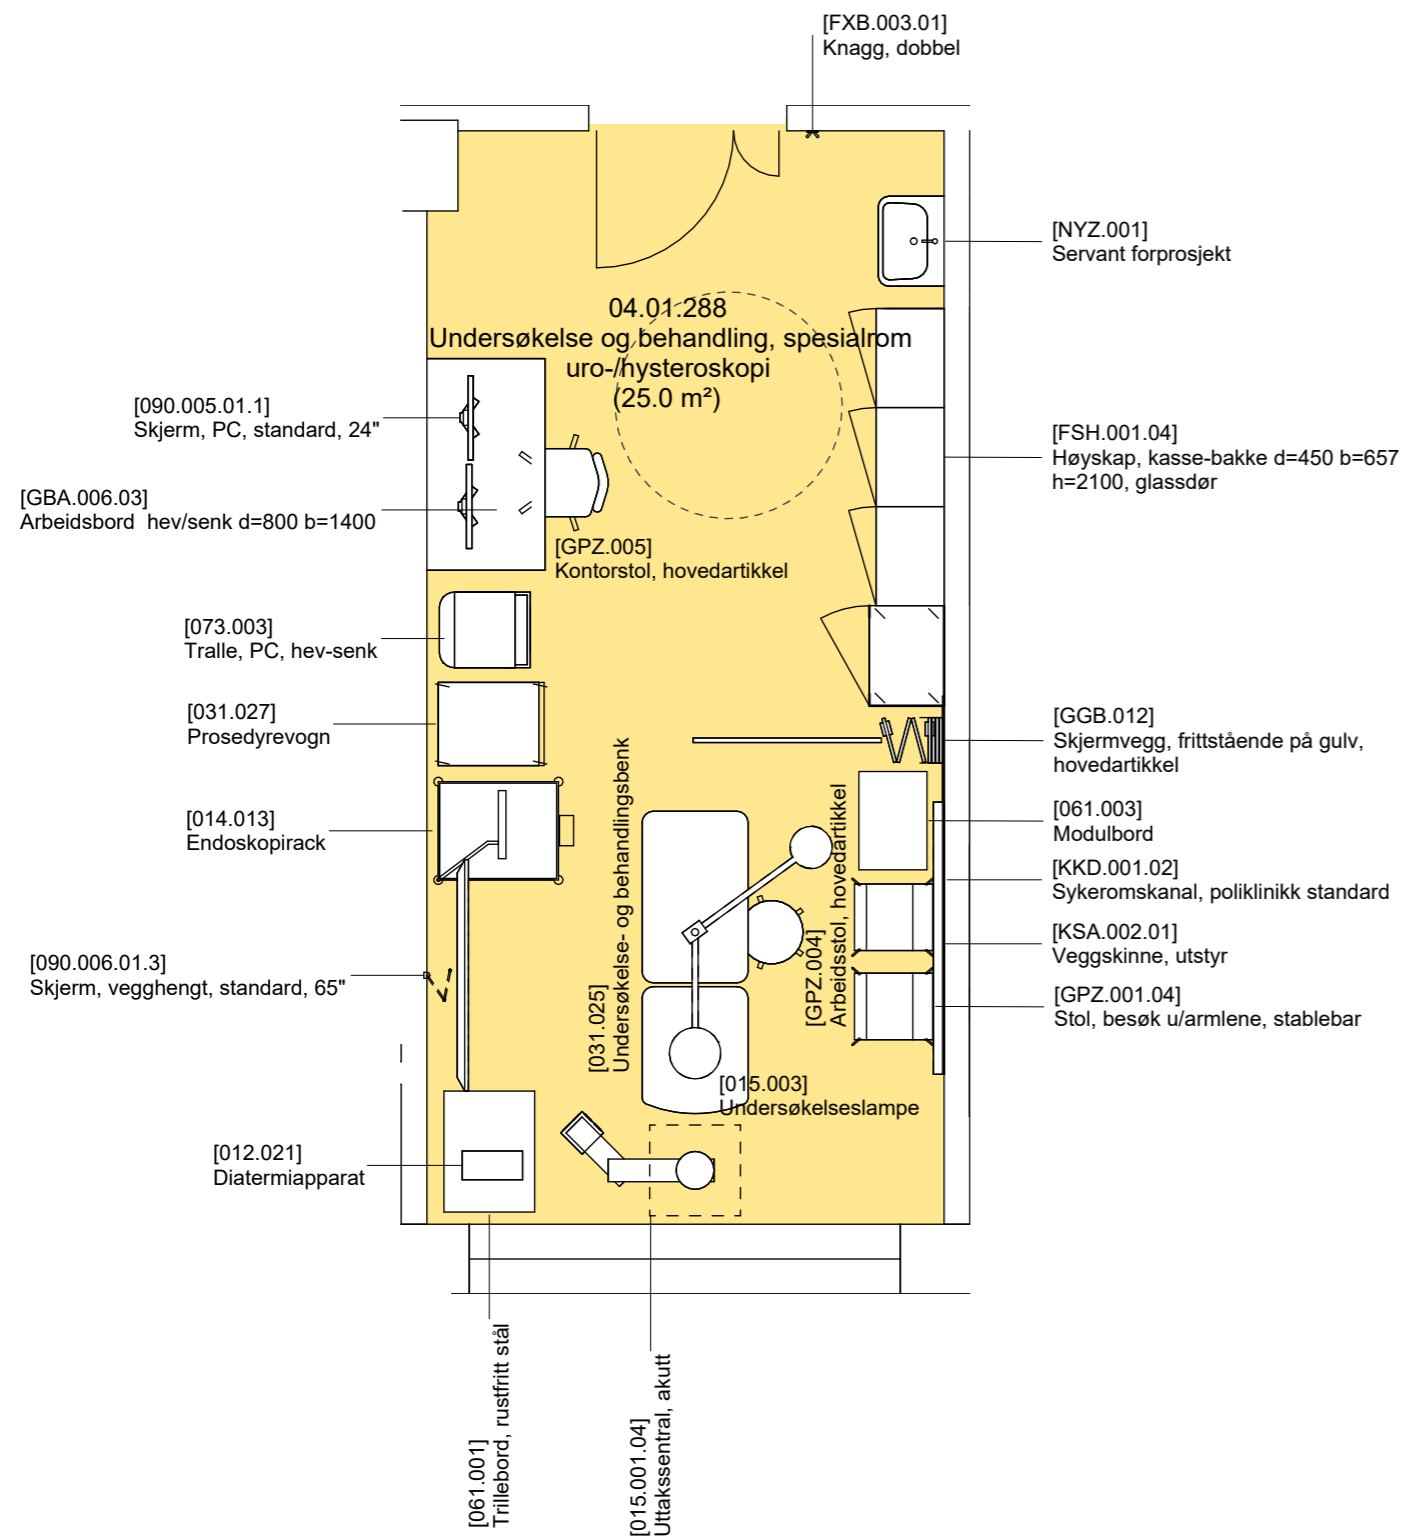 [FXB.003.01]
Knagg, dobbel
[NYZ.001]
Servant forprosjekt
04.01.288
Undersøkelse og behandling, spesialrom
uro-/hysteroskopi
(25.0 m²)
[090.005.01.1]
Skjerm, PC, standard, 24"
[FSH.001.04]
Høyskap, kasse-bakke d=450 b=657
h=2100, glassdør
[GBA.006.03]
Arbeidsbord hev/senk d=800 b=1400
[GPZ.005]
Kontorstol, hovedartikkel
[073.003]
Tralle, PC, hev-senk
[031.027]
Prosedyrevogn
[GGB.012]
Skjermvegg, frittstående på gulv,
hovedartikkel
[014.013]
Endoskopirack
[061.003]
Modulbord
[KKD.001.02]
Sykeromskanal, poliklinikk standard
[KSA.002.01]
Veggskinne, utstyr
[GPZ.001.04]
Stol, besøk u/armlene, stablebar
[031.025]
Undersøkelse- og behandlingsbenk
[GPZ.004]
Arbeidsstol, hovedartikkel
[090.006.01.3]
Skjerm, vegghengt, standard, 65"
[015.003]
Undersøkelseslampe
[012.021]
Diatermiapparat
[061.001]
Trillebord, rustfritt stål
[015.001.04]
Uttakssentral, akutt